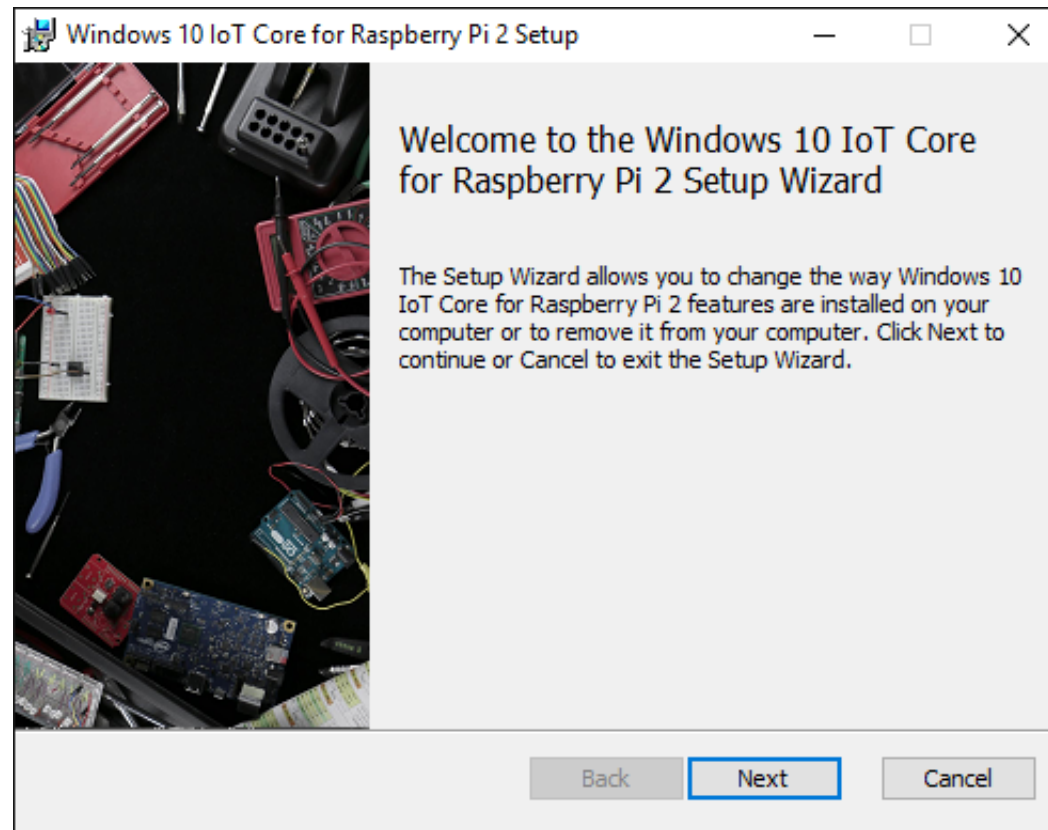 Windows 10 IoT Core for Raspberry Pi 2 Setup
Welcome to the Windows 10 IoT Core
for Raspberry Pi 2 Setup Wizard
The Setup Wizard allows you to change the way Windows 10
IoT Core for Raspberry Pi 2 features are installed on your
computer or to remove it from your computer. Click Next to
continue or Cancel to exit the Setup Wizard.
Back
Next
Cancel